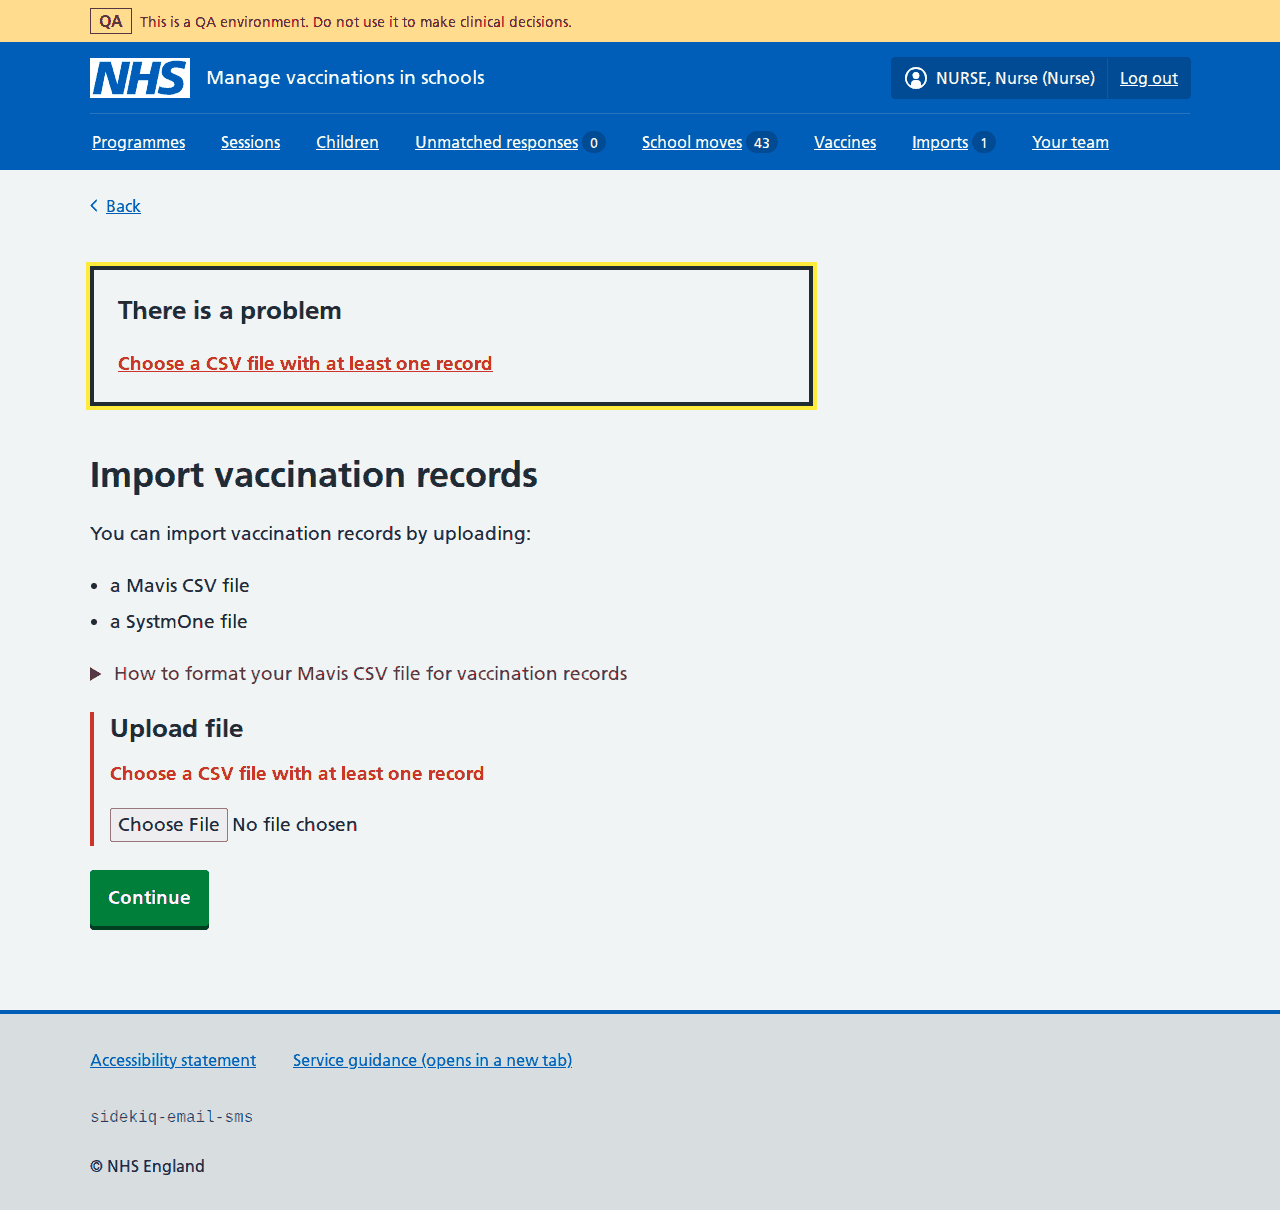 QA This is a QA environment. Do not use it to make clinical decisions.
NHS Manage vaccinations in schools NURSE, Nurse (Nurse) Log out
Programmes Sessions Children Unmatched responses 0 School moves 43 Vaccines Imports 1 Your team
Back
There is a problem
Choose a CSV file with at least one record
Import vaccination records
You can import vaccination records by uploading:
• a Mavis CSV file
• a SystmOne file
How to format your Mavis CSV file for vaccination records
Upload file
Choose a CSV file with at least one record
Choose File No file chosen
Continue
Accessibility statement Service guidance (opens in a new tab)
sidekiq-email-sms
© NHS England